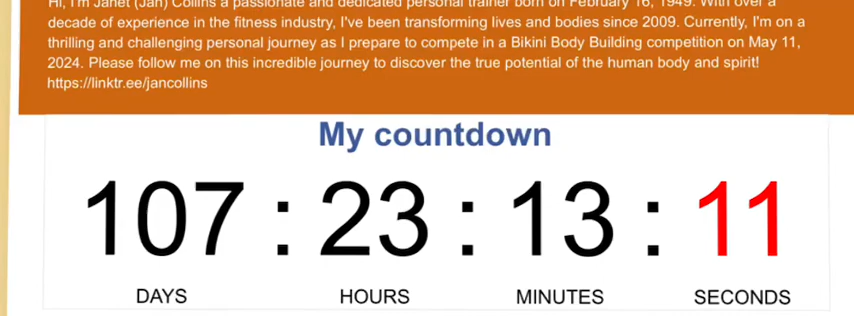 Hi, I'm Janet (Jan) Collins a passionate and dedicated personal trainer born on February 16, 1949. With over a
decade of experience in the fitness industry, I've been transforming lives and bodies since 2009. Currently, I'm on a
thrilling and challenging personal journey as I prepare to compete in a Bikini Body Building competition on May 11,
2024. Please follow me on this incredible journey to discover the true potential of the human body and spirit!
https://linktr.ee/jancollins
My countdown
107 : 23 : 13 : 11
DAYS HOURS MINUTES SECONDS